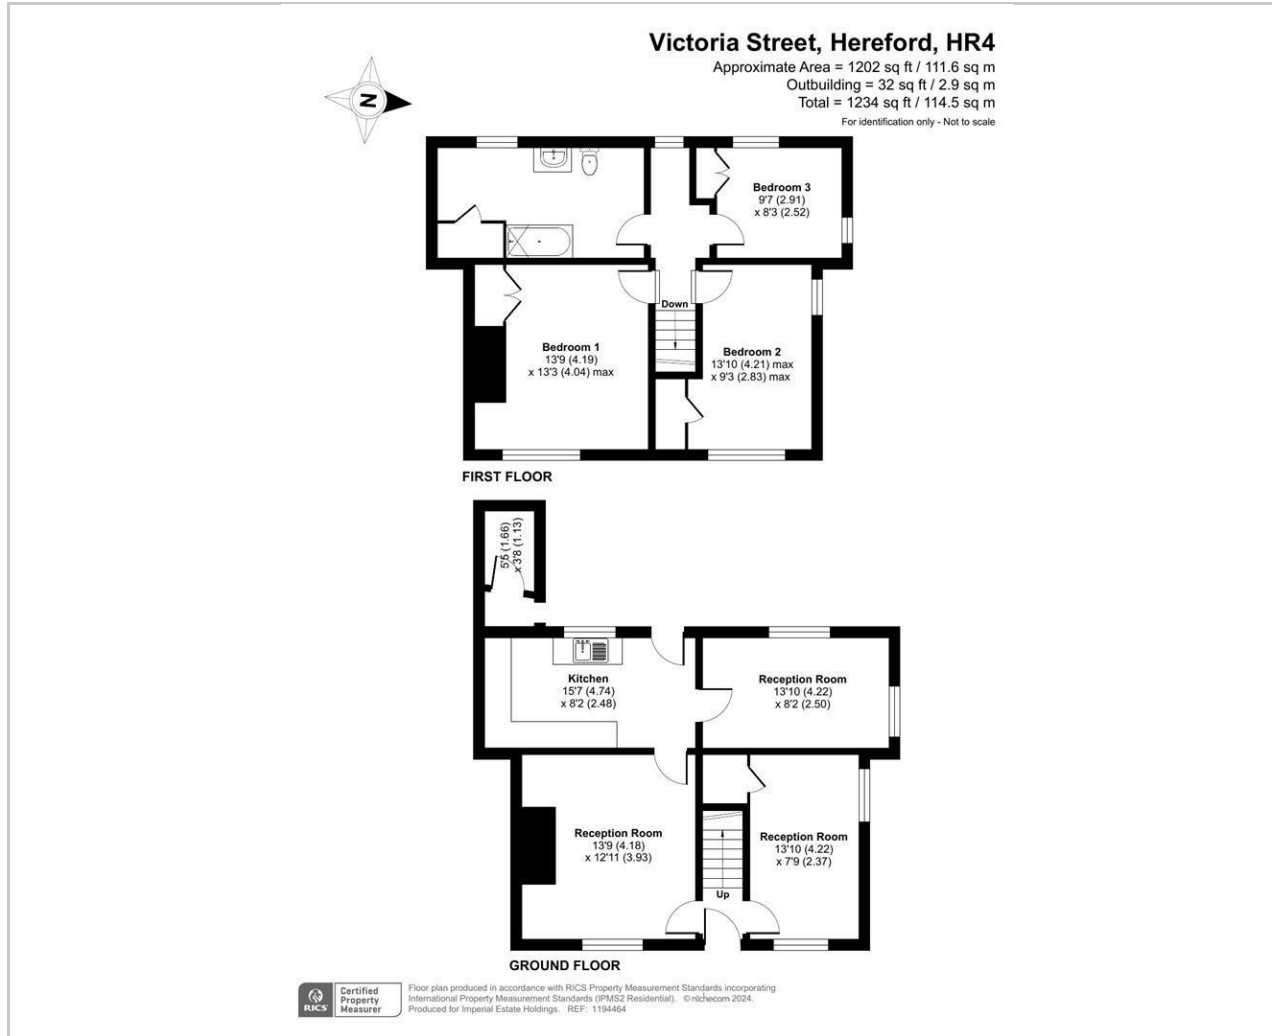 Victoria Street, Hereford, HR4
Approximate Area = 1202 sq ft / 111.6 sq m
Outbuilding = 32 sq ft / 2.9 sq m
Total = 1234 sq ft / 114.5 sq m
For identification only - Not to scale
N
Bedroom 3
9'7 (2.91)
x 8'3 (2.52)
Down
Bedroom 1
13'9 (4.19)
x 13'3 (4.04) max
Bedroom 2
13'10 (4.21) max
x 9'3 (2.83) max
FIRST FLOOR
5'5 (1.66)
x 3'8 (1.13)
Kitchen
15'7 (4.74)
x 8'2 (2.48)
Reception Room
13'10 (4.22)
x 8'2 (2.50)
Reception Room
13'9 (4.18)
x 12'11 (3.93)
Reception Room
13'10 (4.22)
x 7'9 (2.37)
Up
GROUND FLOOR
RICS
Certified
Property
Measurer
Floor plan produced in accordance with RICS Property Measurement Standards incorporating
International Property Measurement Standards (IPMS2 Residential). © nichecom 2024.
Produced for Imperial Estate Holdings. REF: 1194464